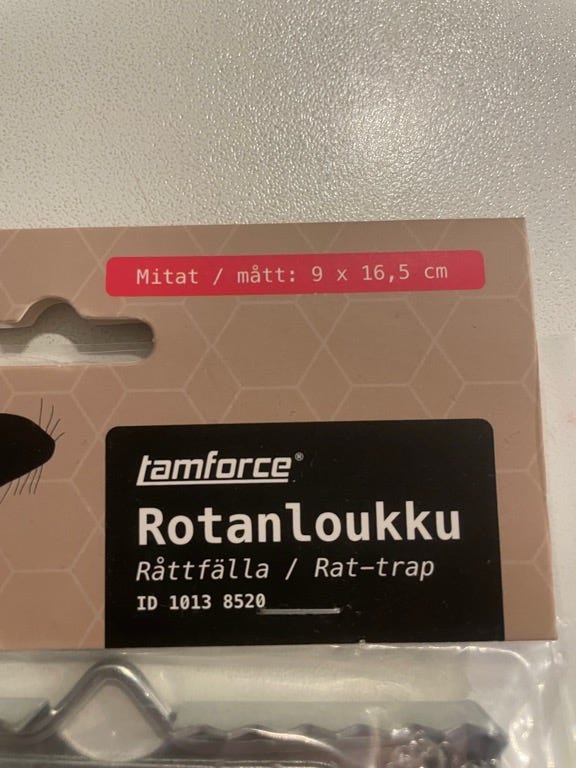 Mitat / mått: 9 x 16,5 cm
tamforce®
Rotanloukku
Råttfälla / Rat-trap
ID 1013 8520